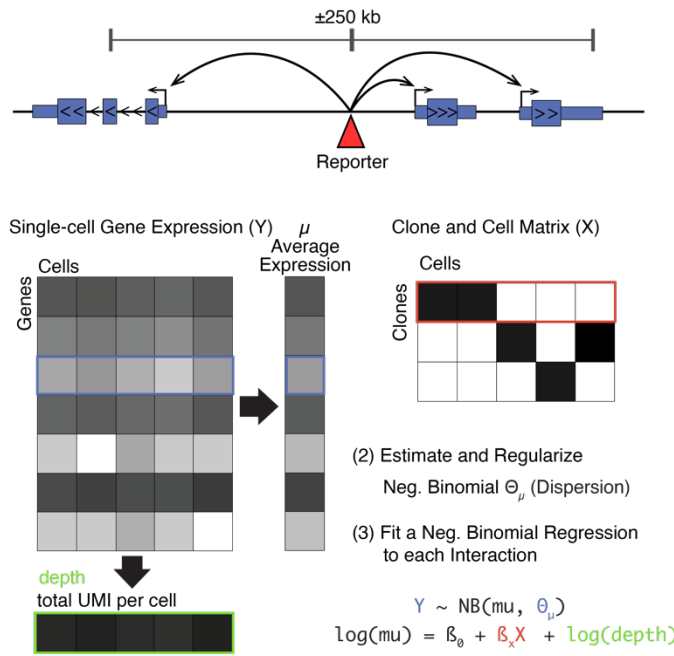 ±250 kb
Reporter
Single-cell Gene Expression (Y)
μ
Average
Expression
Clone and Cell Matrix (X)
Cells
Genes
Cells
Clones
(2) Estimate and Regularize
Neg. Binomial Θμ (Dispersion)
(3) Fit a Neg. Binomial Regression
to each Interaction
depth
total UMI per cell
Y ~ NB(mu, Θμ)
log(mu) = ß₀ + ßₓX + log(depth)